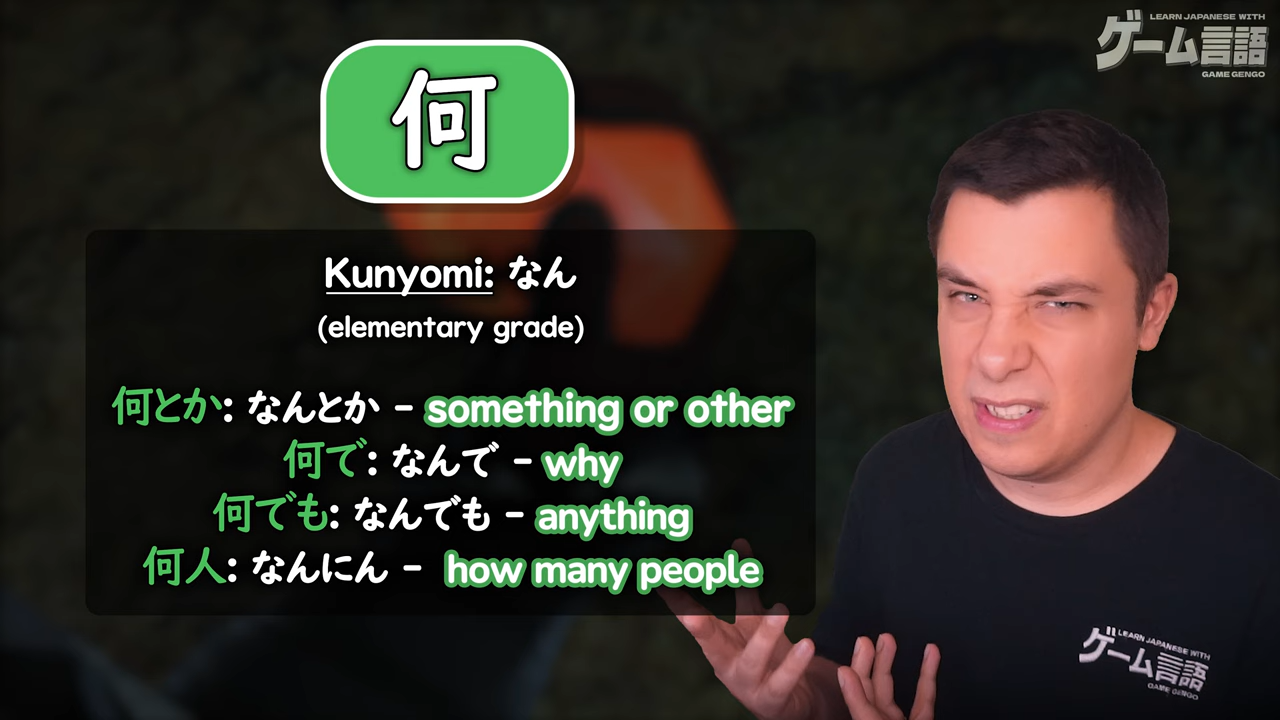 LEARN JAPANESE WITH
ゲーム言語
GAME GENGO
何
Kunyomi: なん
(elementary grade)
何とか: なんとか - something or other
何で: なんで - why
何でも: なんでも - anything
何人: なんにん - how many people
LEARN JAPANESE WITH
ゲーム言語
GAME GENGO